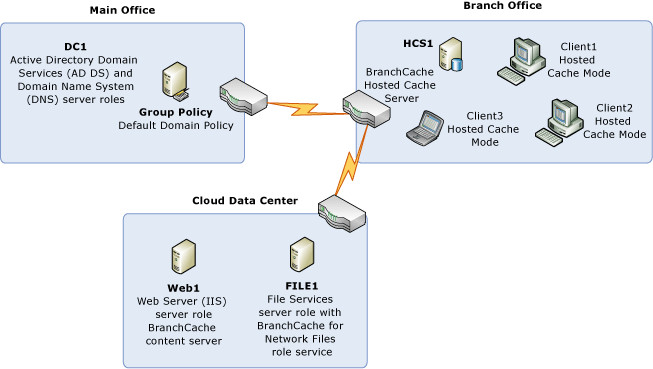 Main Office
DC1
Active Directory Domain
Services (AD DS) and
Domain Name System
(DNS) server roles
Group Policy
Default Domain Policy
Branch Office
HCS1
BranchCache
Hosted Cache
Server
Client1
Hosted
Cache Mode
Client3
Hosted Cache
Mode
Client2
Hosted
Cache Mode
Cloud Data Center
Web1
Web Server (IIS)
server role
BranchCache
content server
FILE1
File Services
server role with
BranchCache for
Network Files
role service